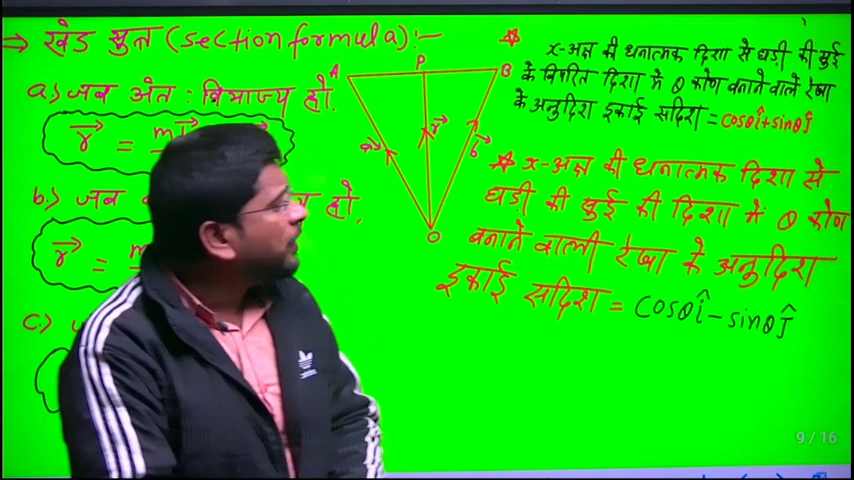 ⇒ खंड सुत्र (section formula) :-
a.) जब अंत : विभाज्य हो,
r⃗ = m
b.) जब हो,
r⃗ =
c.)
A P B
a⃗ r⃗ b⃗
O
x-अक्ष की धनात्मक दिशा से घडी की सुई
के विपरित दिशा में θ कोण बनाने वाले रेखा
के अनुदिश इकाई सदिश = cosθî+sinθĵ
x-अक्ष की धनात्मक दिशा से
घडी की सुई की दिशा में θ कोण
बनाने वाली रेखा के अनुदिश
इकाई सदिश = cosθî - sinθĵ
adidas
9 / 16